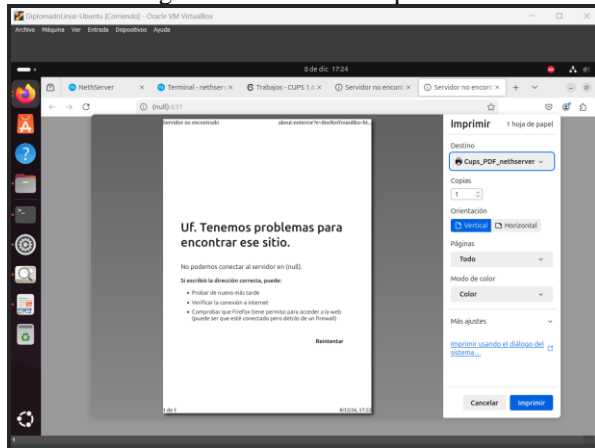 DiplomadoLinux-Ubuntu [Corriendo] - Oracle VM VirtualBox
Archivo Máquina Ver Entrada Dispositivos Ayuda
8 de dic 17:24
NethServer
Terminal - nethserv
Trabajos - CUPS 1.6
Servidor no encont
Servidor no encont
(null):631
Servidor no encontrado
Imprimir
1 hoja de papel
Destino
Cups_PDF_nethserver
Copias
1
Orientación
Vertical
Horizontal
Páginas
Todo
Modo de color
Color
Más ajustes
Imprimir usando el diálogo del
sistema...
Cancelar
Imprimir
Uf. Tenemos problemas para
encontrar ese sitio.
No podemos conectar al servidor en (null).
Si escribió la dirección correcta, puede:
Probar de nuevo más tarde
Verificar la conexión a internet
Comprobar que Firefox tiene permiso para acceder a la web
(puede ser que esté conectado pero detrás de un firewall)
Reintentar
1 de 1
8/12/24, 17:23